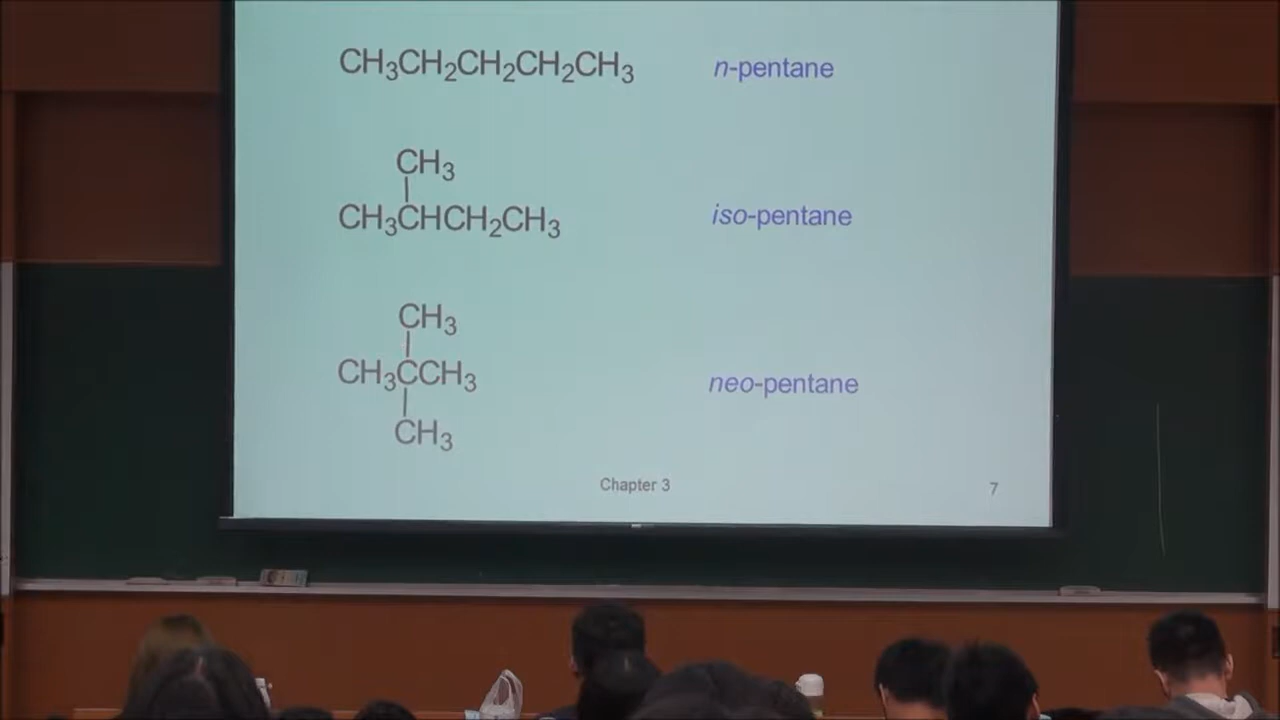 CH₃CH₂CH₂CH₂CH₃ n-pentane
CH₃
CH₃CHCH₂CH₃ iso-pentane
CH₃
CH₃CCH₃ neo-pentane
CH₃
Chapter 3 7